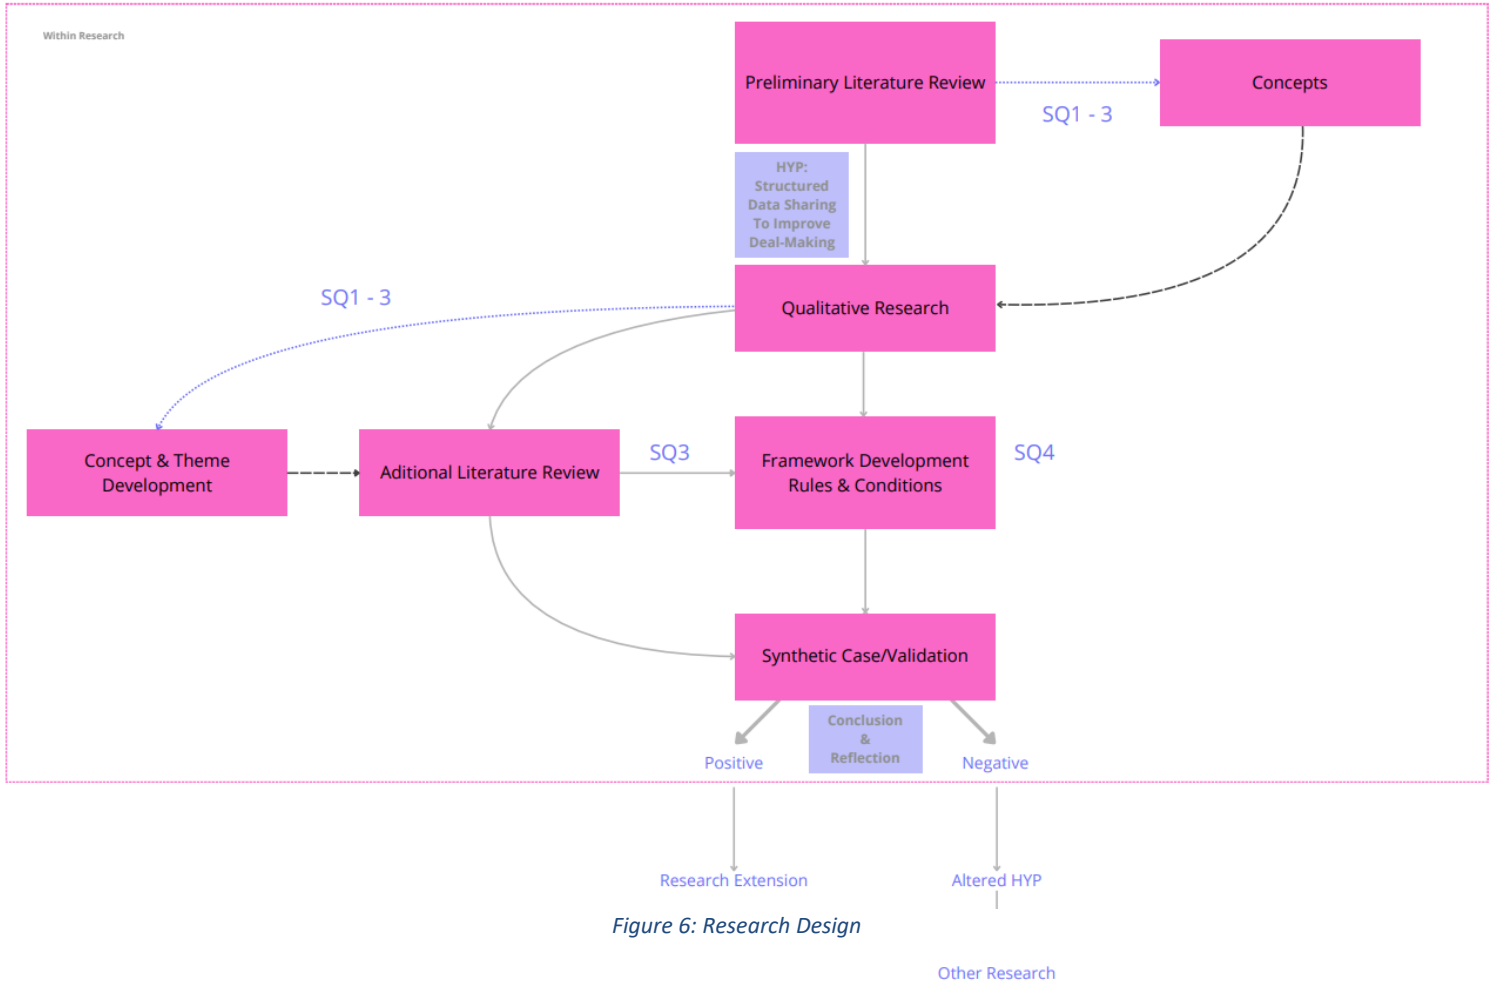 Within Research
Preliminary Literature Review
Concepts
SQ1 - 3
HYP:
Structured
Data Sharing
To Improve
Deal-Making
SQ1 - 3
Qualitative Research
Concept & Theme
Development
Aditional Literature Review
SQ3
Framework Development
Rules & Conditions
SQ4
Synthetic Case/Validation
Conclusion
&
Reflection
Positive
Negative
Research Extension
Altered HYP
Figure 6: Research Design
Other Research